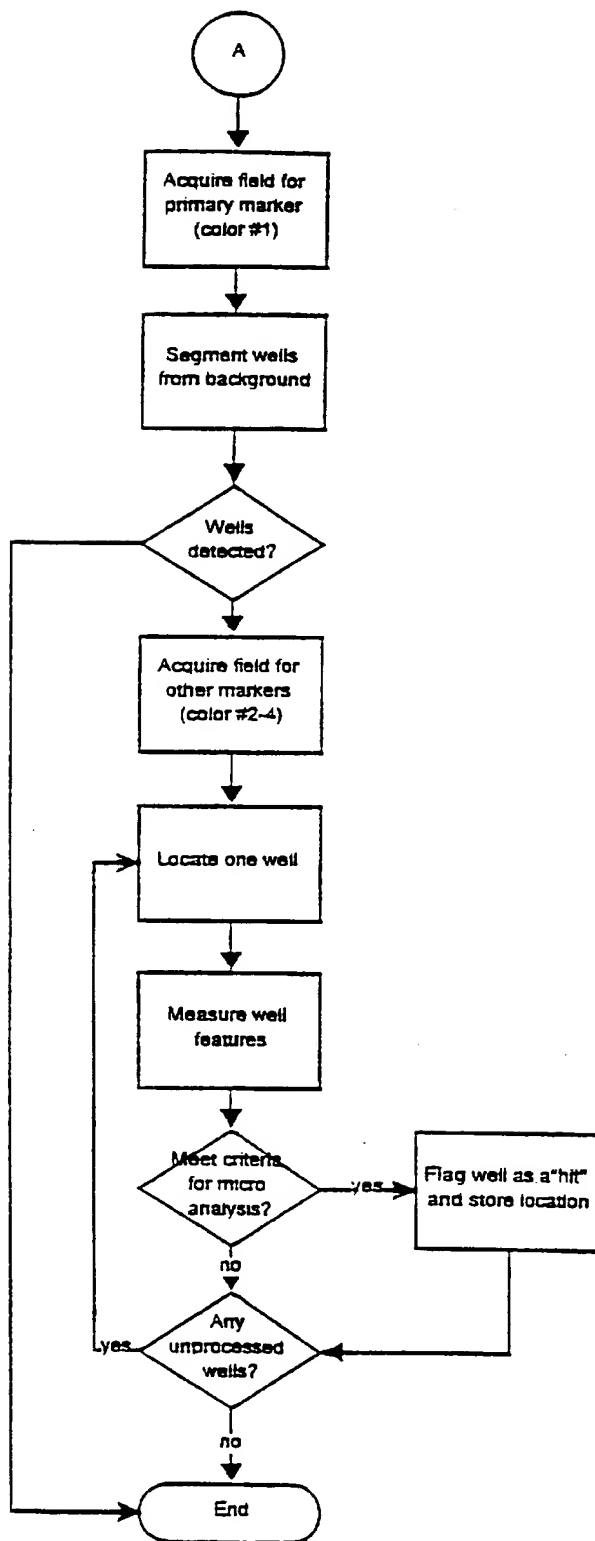 A
Acquire field for
primary marker
(color #1)
Segment wells
from background
Wells
detected?
Acquire field for
other markers
(color #2-4)
Locate one well
Measure well
features
Meet criteria
for micro
analysis?
yes
Flag well as a"hit"
and store location
no
Any
unprocessed
wells?
yes
no
End